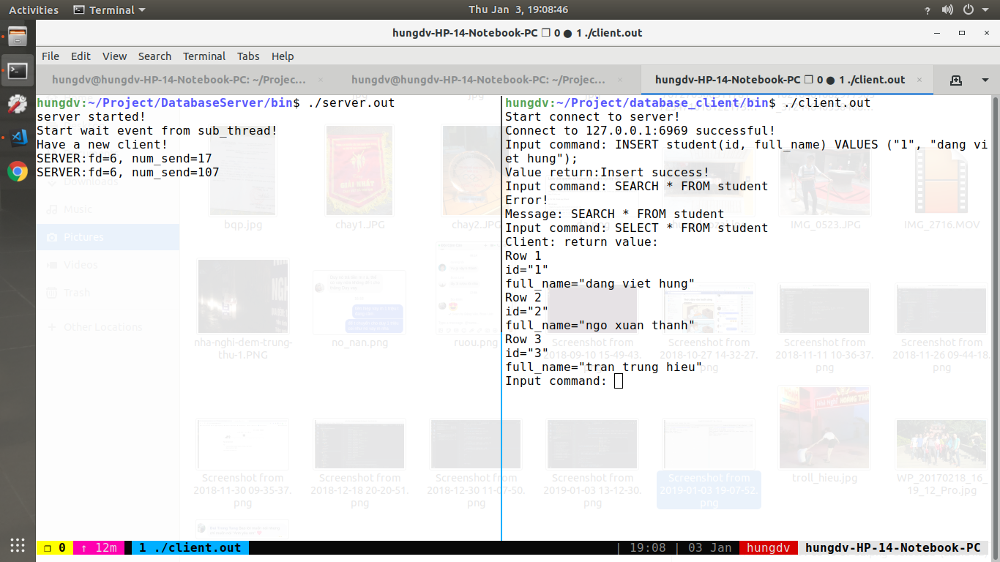 Activities
Terminal
Thu Jan 3, 19:08:46
?
hungdv-HP-14-Notebook-PC ❐ 0 ● 1 ./client.out
File Edit View Search Terminal Tabs Help
hungdv@hungdv-HP-14-Notebook-PC: ~/Projec...
hungdv@hungdv-HP-14-Notebook-PC: ~/Projec...
hungdv-HP-14-Notebook-PC ❐ 0 ● 1 ./client.out
hungdv:~/Project/DatabaseServer/bin$ ./server.out
server started!
Start wait event from sub_thread!
Have a new client!
SERVER:fd=6, num_send=17
SERVER:fd=6, num_send=107
hungdv:~/Project/database_client/bin$ ./client.out
Start connect to server!
Connect to 127.0.0.1:6969 successful!
Input command: INSERT student(id, full_name) VALUES ("1", "dang vi
et hung");
Value return:Insert success!
Input command: SEARCH * FROM student
Error!
Message: SEARCH * FROM student
Input command: SELECT * FROM student
Client: return value:
Row 1
id="1"
full_name="dang viet hung"
Row 2
id="2"
full_name="ngo xuan thanh"
Row 3
id="3"
full_name="tran trung hieu"
Input command:
Downloads
Music
Pictures
Videos
Trash
+ Other Locations
bqp.jpg
chay1.JPG
chay2.JPG
IMG_0523.JPG
IMG_2716.MOV
nha-nghi-dem-trung-
thu-1.PNG
no_nan.png
ruou.png
Screenshot from
2018-09-10 15-49-43.
png
Screenshot from
2018-10-27 14-32-27.
png
Screenshot from
2018-11-11 10-36-37.
png
Screenshot from
2018-11-26 09-44-18.
png
Screenshot from
2018-11-30 09-35-37.
png
Screenshot from
2018-12-18 20-20-51.
png
Screenshot from
2018-12-30 11-07-50.
png
Screenshot from
2019-01-03 13-12-30.
png
Screenshot from
2019-01-03 19-07-52.
png
troll_hieu.jpg
WP_20170218_16_
19_12_Pro.jpg
❐ 0 ↑ 12m 1 ./client.out | 19:08 | 03 Jan hungdv hungdv-HP-14-Notebook-PC